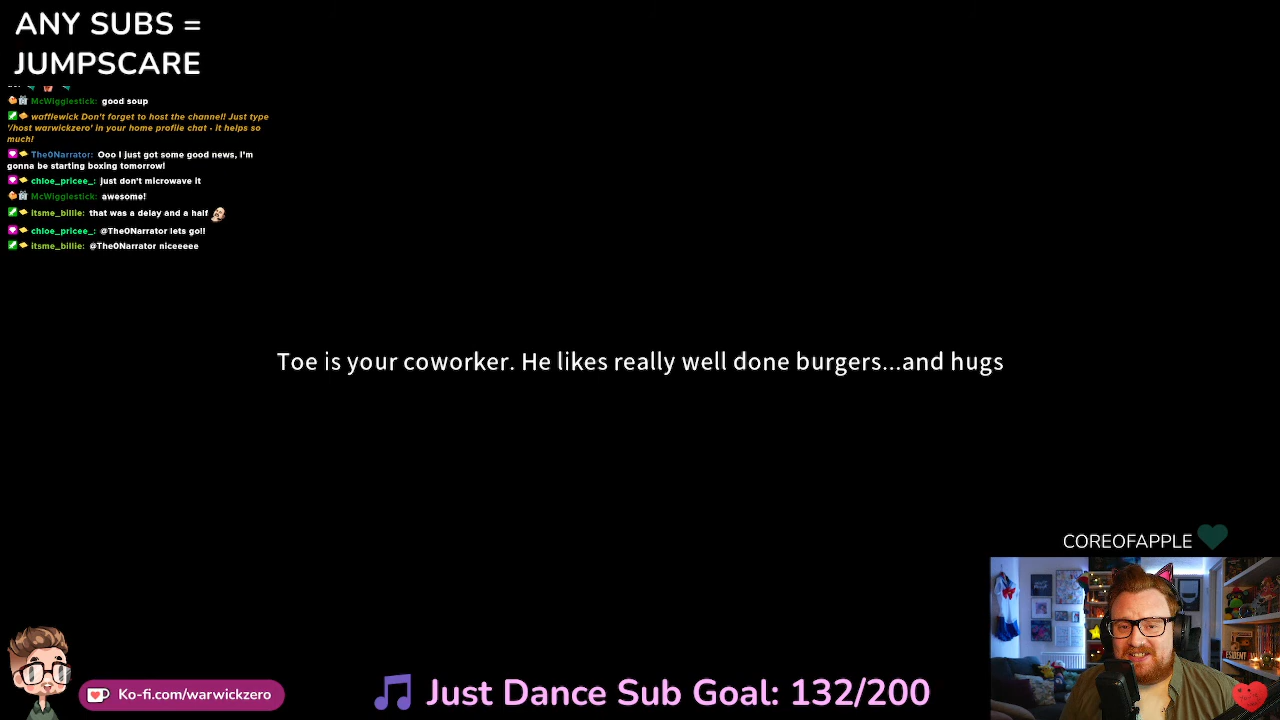 ANY SUBS =
JUMPSCARE
McWigglestick: good soup
wafflewick Don't forget to host the channel! Just type
'/host warwickzero' in your home profile chat - it helps so
much!
The0Narrator: Ooo I just got some good news, I'm
gonna be starting boxing tomorrow!
chloe_pricee_: just don't microwave it
McWigglestick: awesome!
itsme_billie: that was a delay and a half
chloe_pricee_: @The0Narrator lets go!!
itsme_billie: @The0Narrator niceeeee
Toe is your coworker. He likes really well done burgers...and hugs
COREOFAPPLE
Ko-fi.com/warwickzero
Just Dance Sub Goal: 132/200